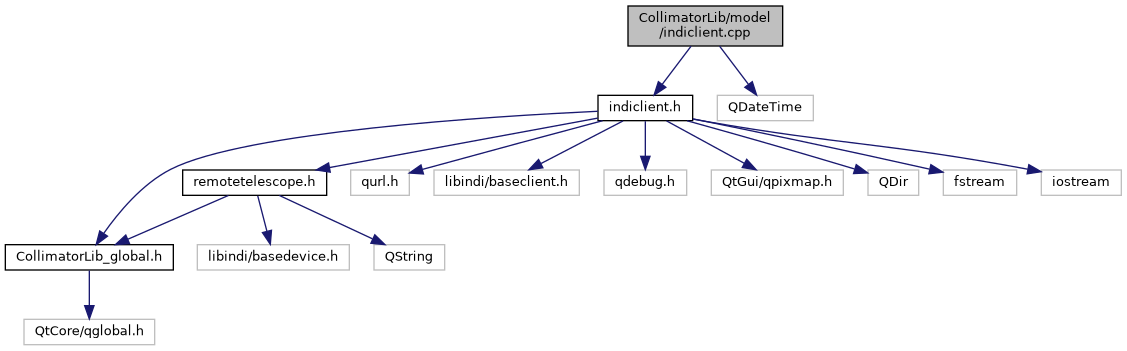 CollimatorLib/model
/indiclient.cpp
indiclient.h
QDateTime
remotetelescope.h
qurl.h
libindi/baseclient.h
qdebug.h
QtGui/qpixmap.h
QDir
fstream
iostream
CollimatorLib_global.h
libindi/basedevice.h
QString
QtCore/qglobal.h